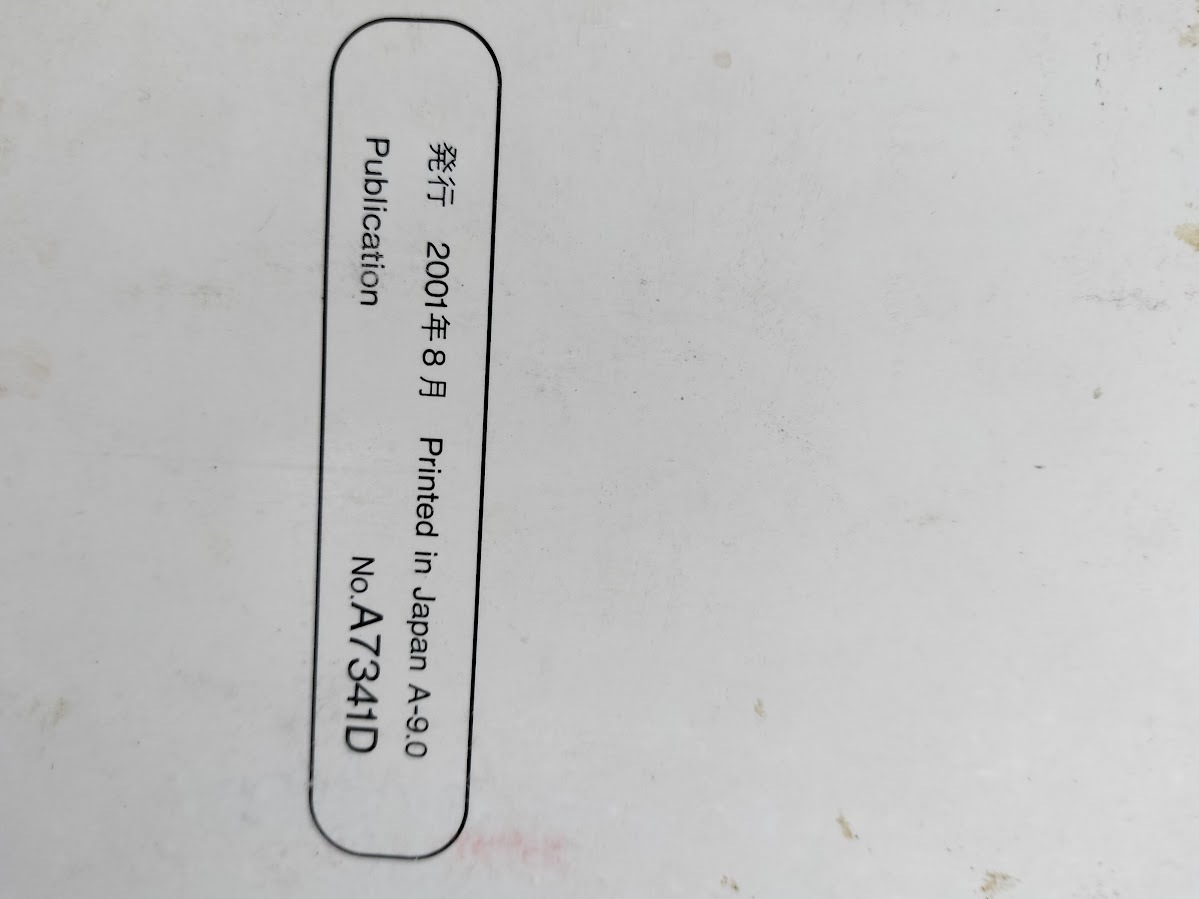 発行 2001年8月 Printed in Japan A-9.0
Publication No.A7341D